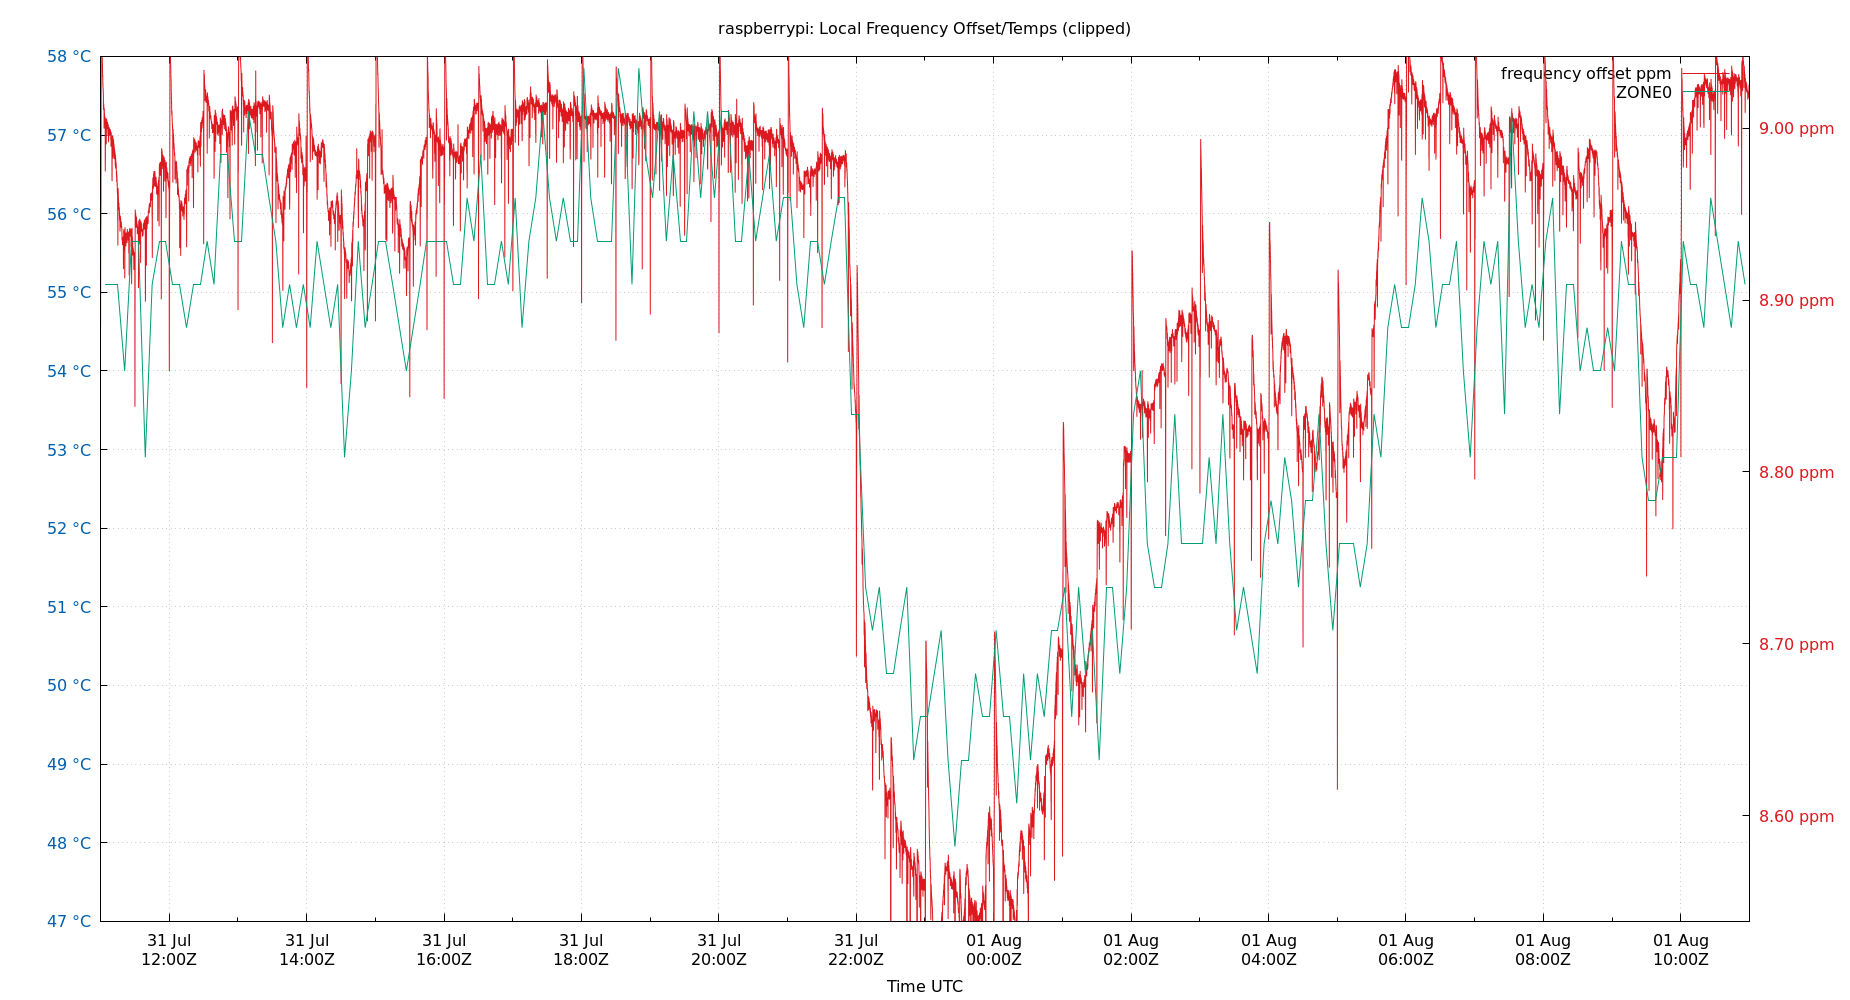 raspberrypi: Local Frequency Offset/Temps (clipped)
58 °C
57 °C
56 °C
55 °C
54 °C
53 °C
52 °C
51 °C
50 °C
49 °C
48 °C
47 °C
frequency offset ppm
ZONE0
9.00 ppm
8.90 ppm
8.80 ppm
8.70 ppm
8.60 ppm
31 Jul
12:00Z
31 Jul
14:00Z
31 Jul
16:00Z
31 Jul
18:00Z
31 Jul
20:00Z
31 Jul
22:00Z
01 Aug
00:00Z
01 Aug
02:00Z
01 Aug
04:00Z
01 Aug
06:00Z
01 Aug
08:00Z
01 Aug
10:00Z
Time UTC